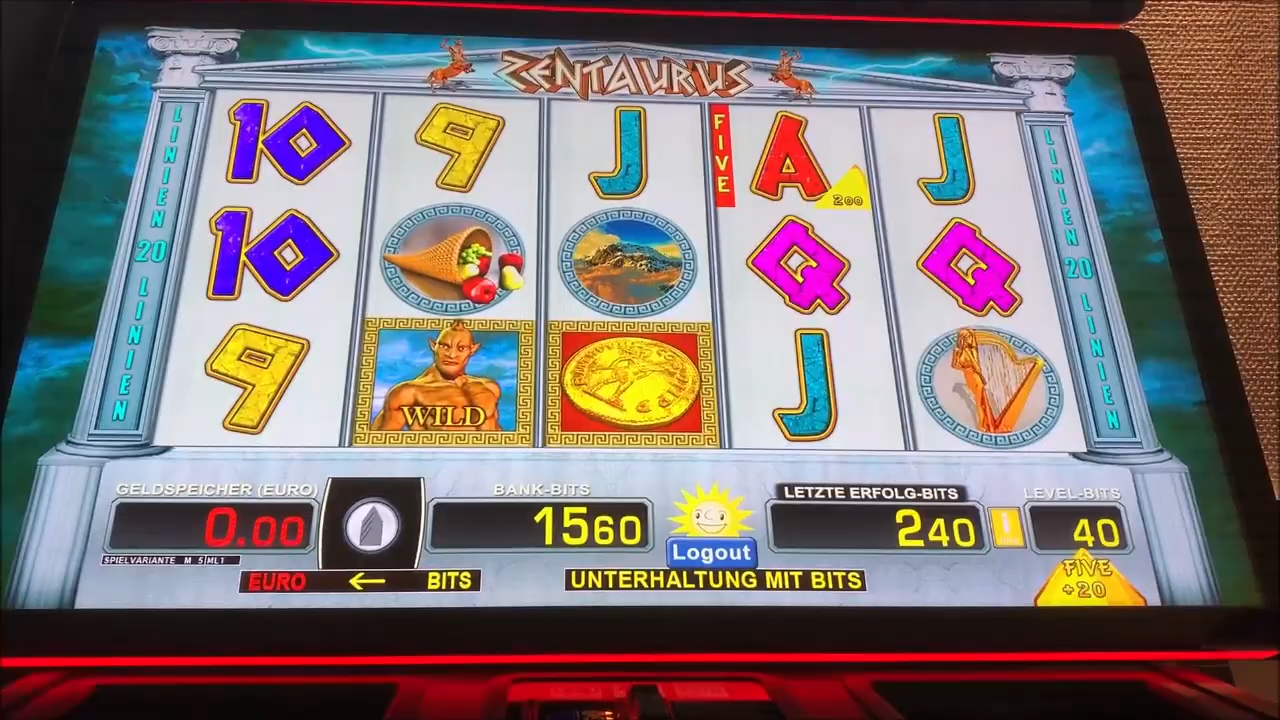 ZENTAURUS
LINIEN 20 LINIEN
10
9
J
FIVE
A
200
J
LINIEN 20 LINIEN
10
Q
Q
9
WILD
J
GELDSPEICHER (EURO)
BANK-BITS
LETZTE ERFOLG-BITS
LEVEL-BITS
0.00
1560
240
40
Logout
SPIELVARIANTE M 5|ML1
EURO ← BITS
UNTERHALTUNG MIT BITS
FIVE
+20